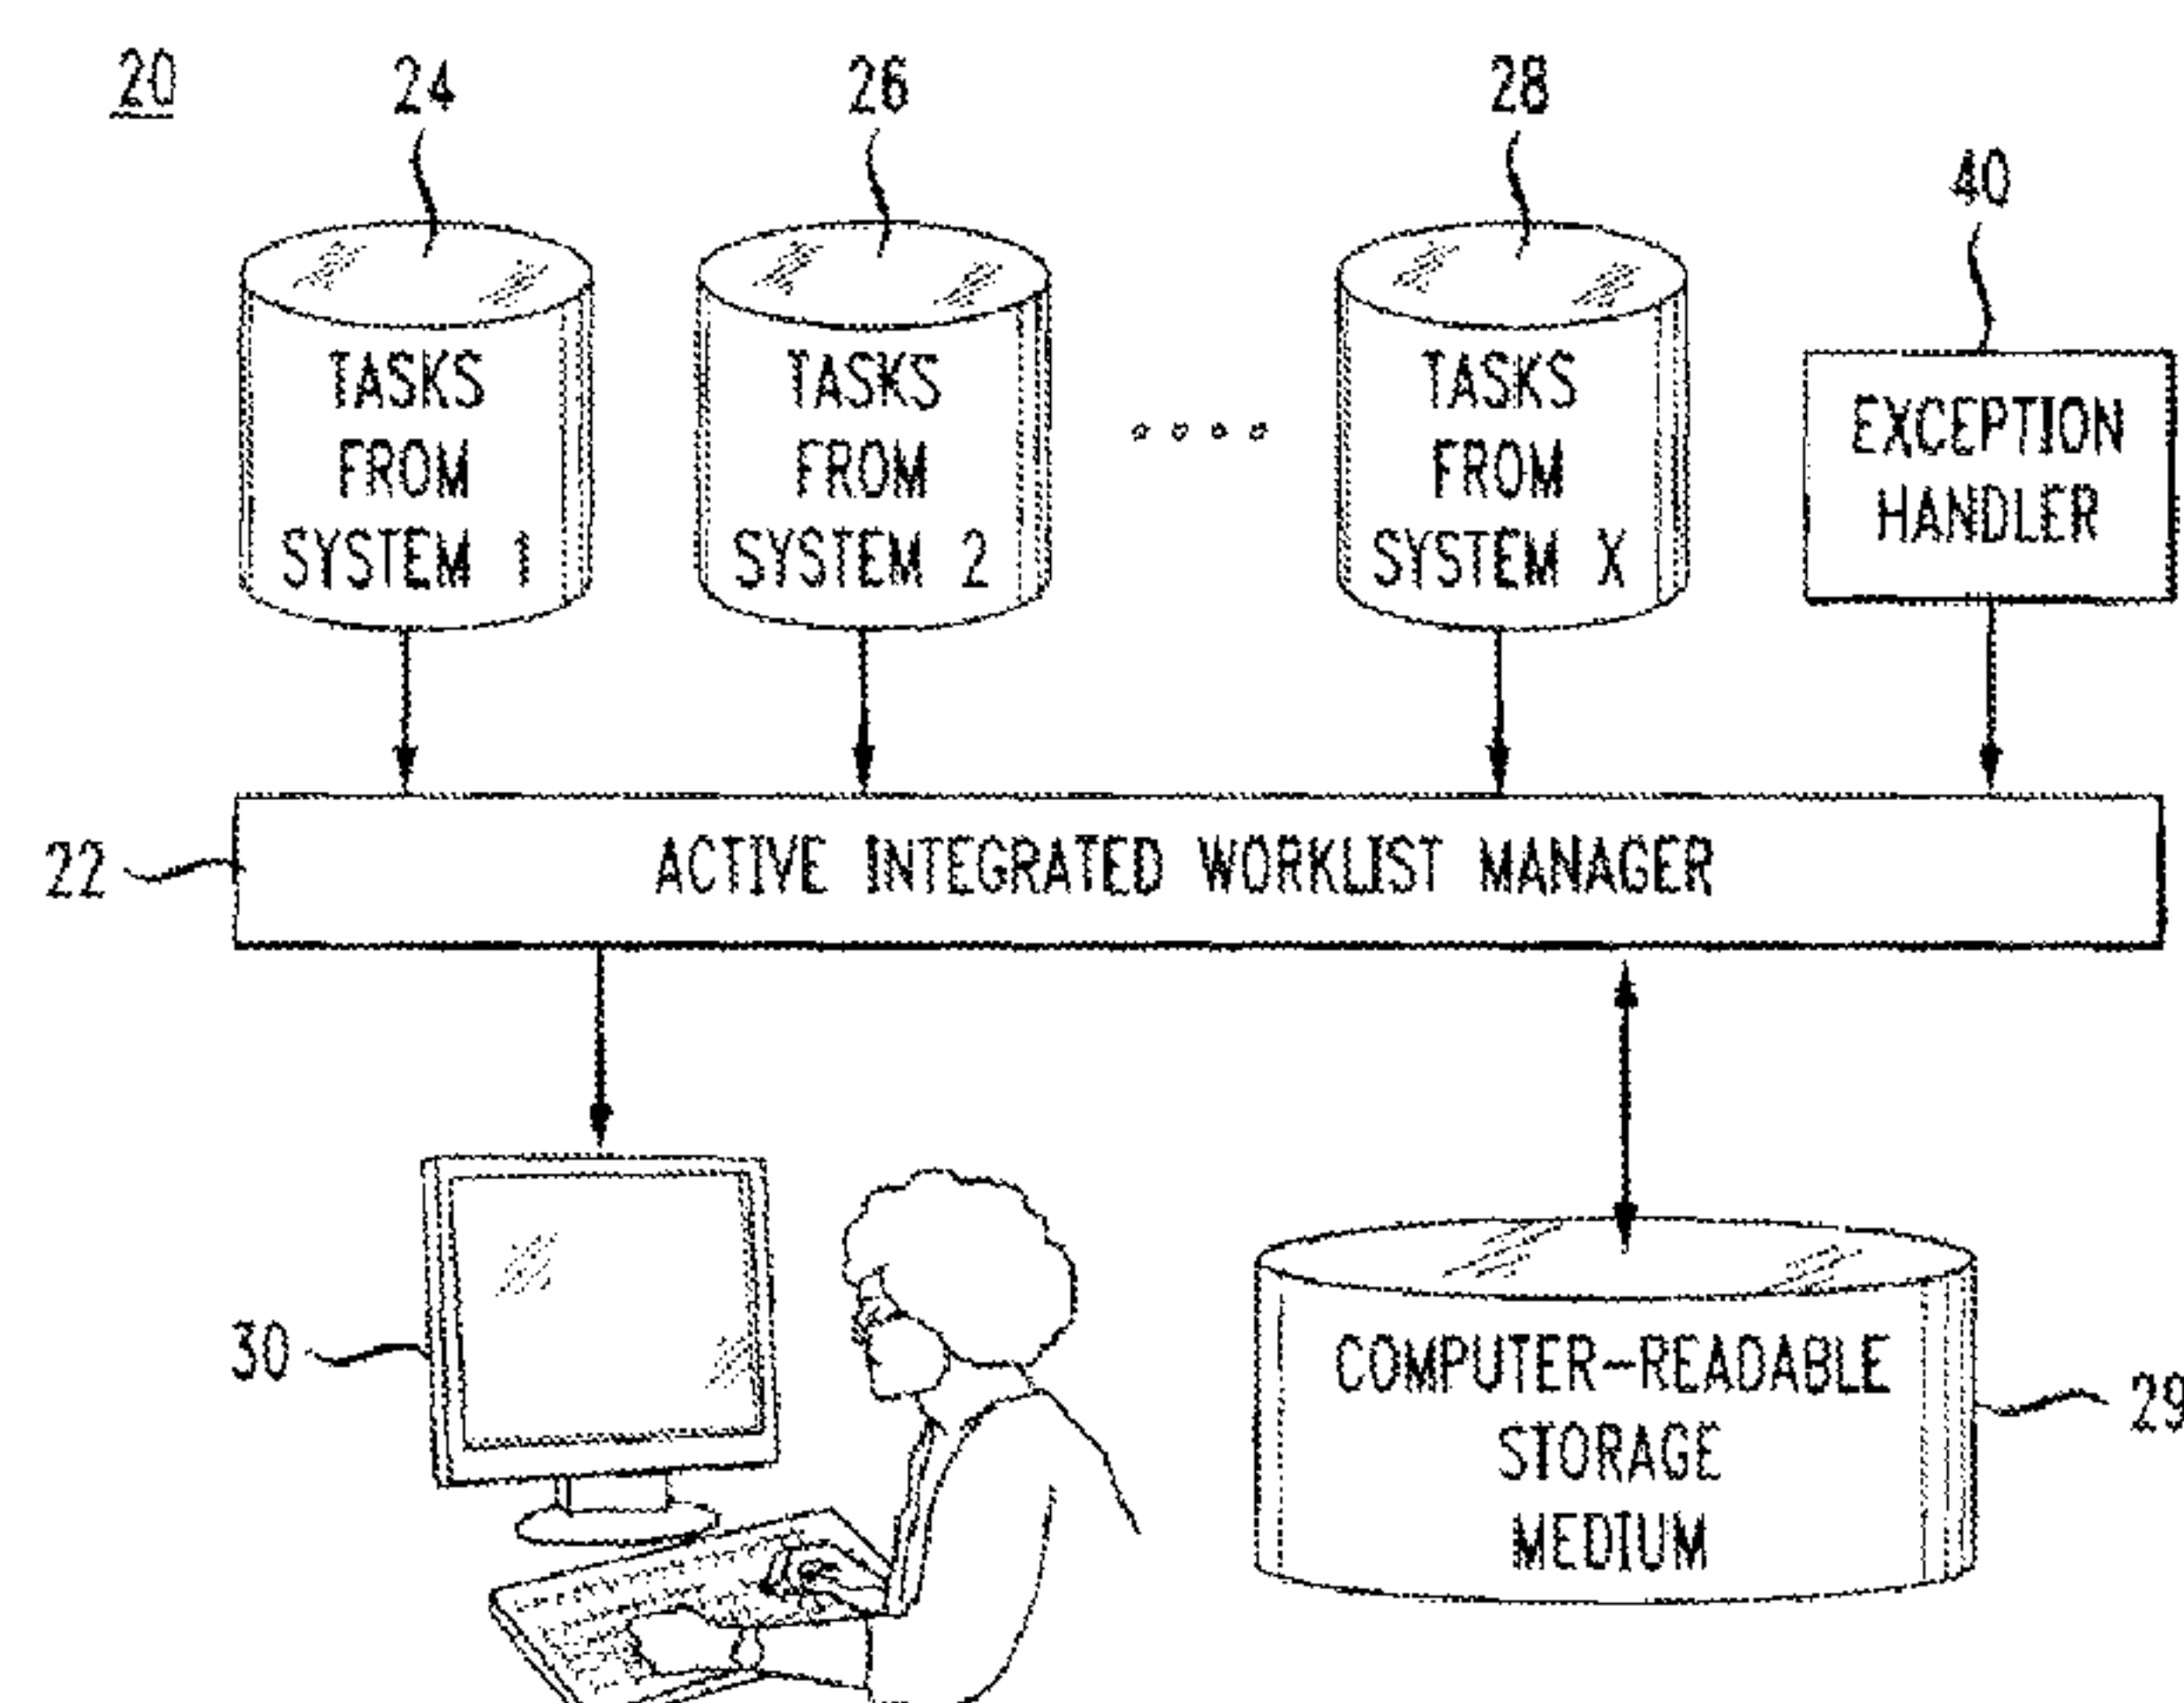 20
24
26
28
40
TASKS
FROM
SYSTEM 1
TASKS
FROM
SYSTEM 2
TASKS
FROM
SYSTEM X
EXCEPTION
HANDLER
22
ACTIVE INTEGRATED WORKLIST MANAGER
30
COMPUTER-READABLE
STORAGE
MEDIUM
29